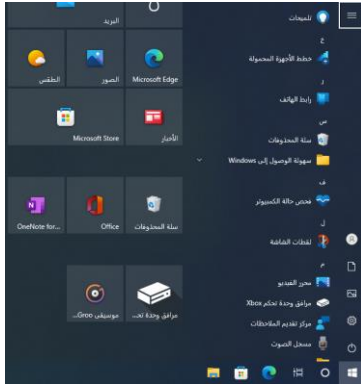 تلميحات
ع
خطط الأجهزة المحمولة
ر
رابط الهاتف
س
سلة المحذوفات
سهولة الوصول إلى Windows
ف
فحص حالة الكمبيوتر
ل
لقطات الشاشة
م
محرر الفيديو
مرافق وحدة تحكم Xbox
مركز تقديم الملاحظات
مسجل الصوت
البريد
Microsoft Edge
الصور
الطقس
الأخبار
Microsoft Store
سلة المحذوفات
Office
OneNote for...
مرافق وحدة تحـ...
موسيقى Groo...